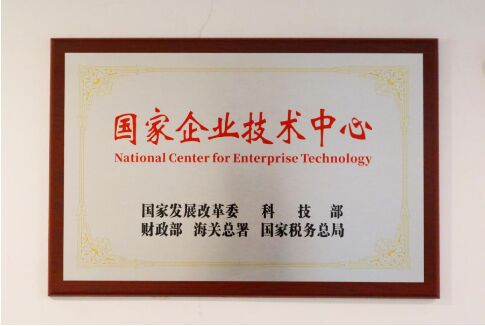 国家企业技术中心
National Center for Enterprise Technology
国家发展改革委 科技部
财政部 海关总署 国家税务总局